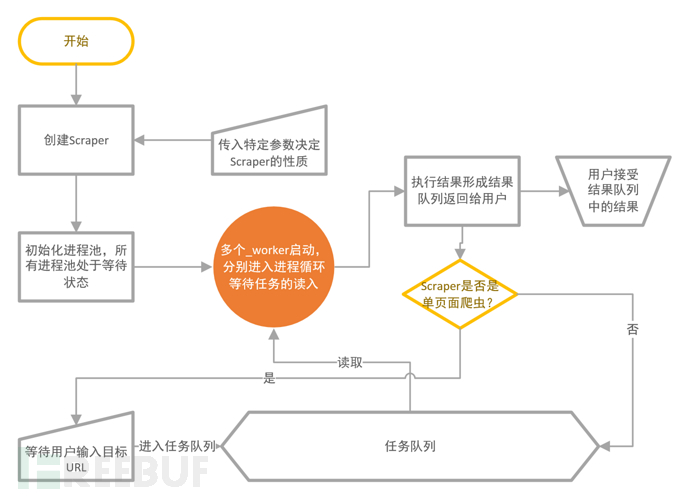 开始
创建Scraper
传入特定参数决定
Scraper的性质
执行结果形成结果
队列返回给用户
用户接受
结果队列
中的结果
初始化进程池，所
有进程池处于等待
状态
多个_worker启动，
分别进入进程循环
等待任务的读入
Scraper是否是
单页面爬虫？
否
读取
是
等待用户输入目标
URL
进入任务队列
任务队列
FREEBUF